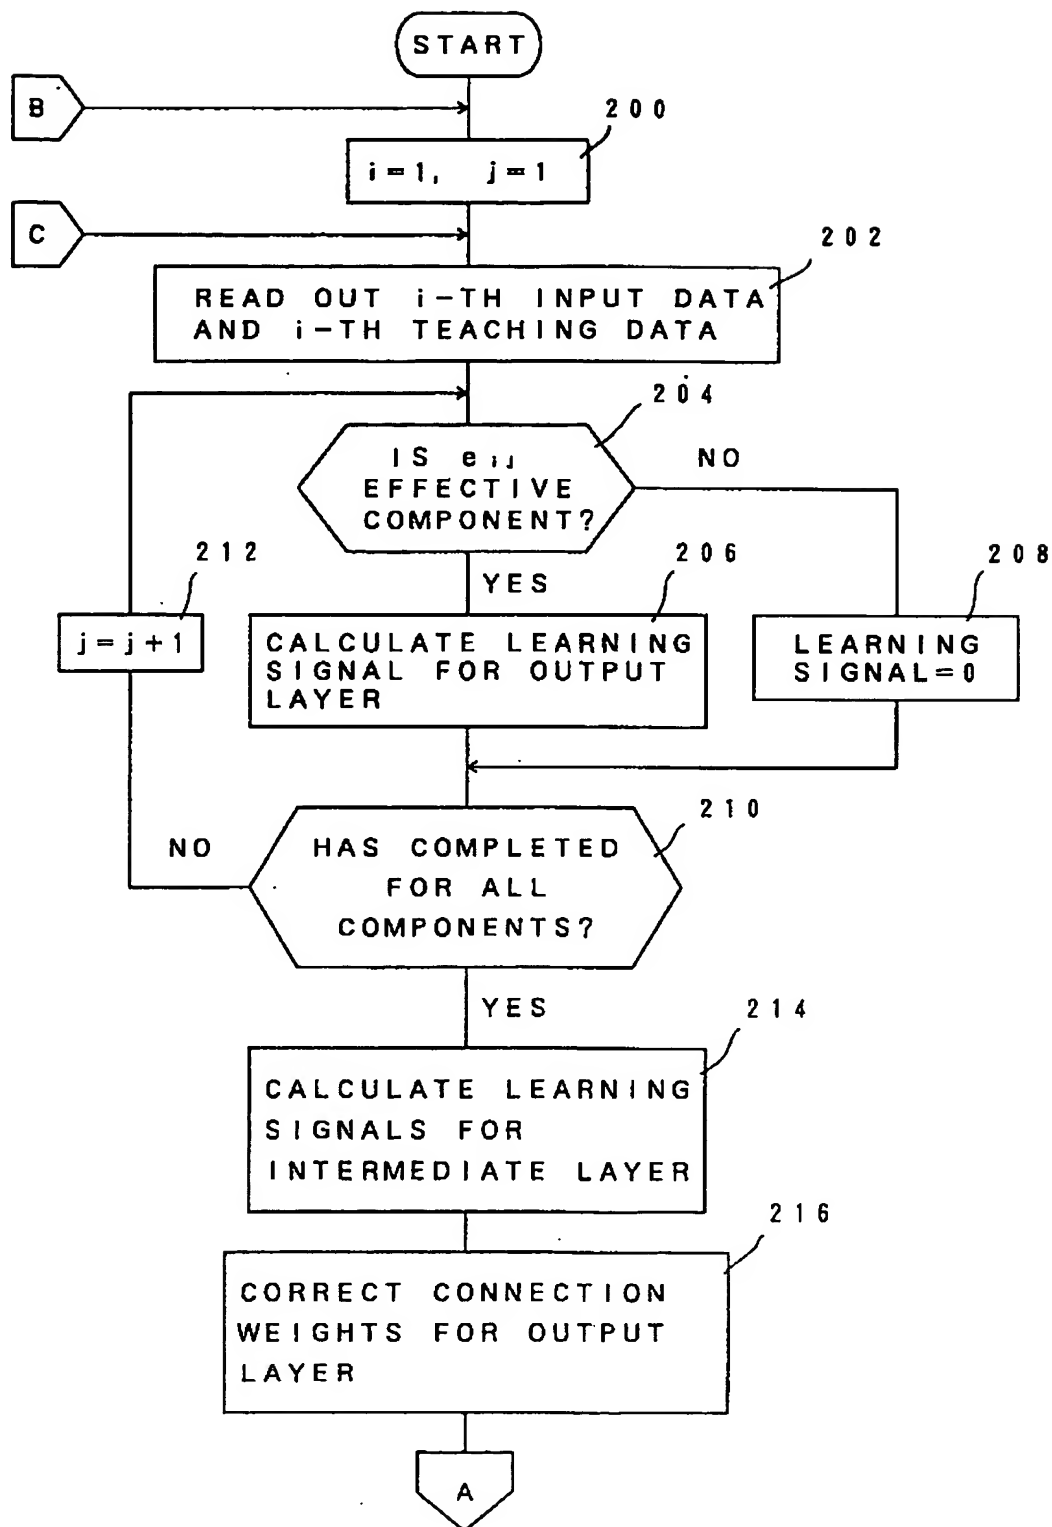 START
B
200
i=1, j=1
C
202
READ OUT i-TH INPUT DATA
AND i-TH TEACHING DATA
204
IS eij
EFFECTIVE
COMPONENT?
NO
YES
212
206
208
j=j+1
CALCULATE LEARNING
SIGNAL FOR OUTPUT
LAYER
LEARNING
SIGNAL=0
210
NO
HAS COMPLETED
FOR ALL
COMPONENTS?
YES
214
CALCULATE LEARNING
SIGNALS FOR
INTERMEDIATE LAYER
216
CORRECT CONNECTION
WEIGHTS FOR OUTPUT
LAYER
A